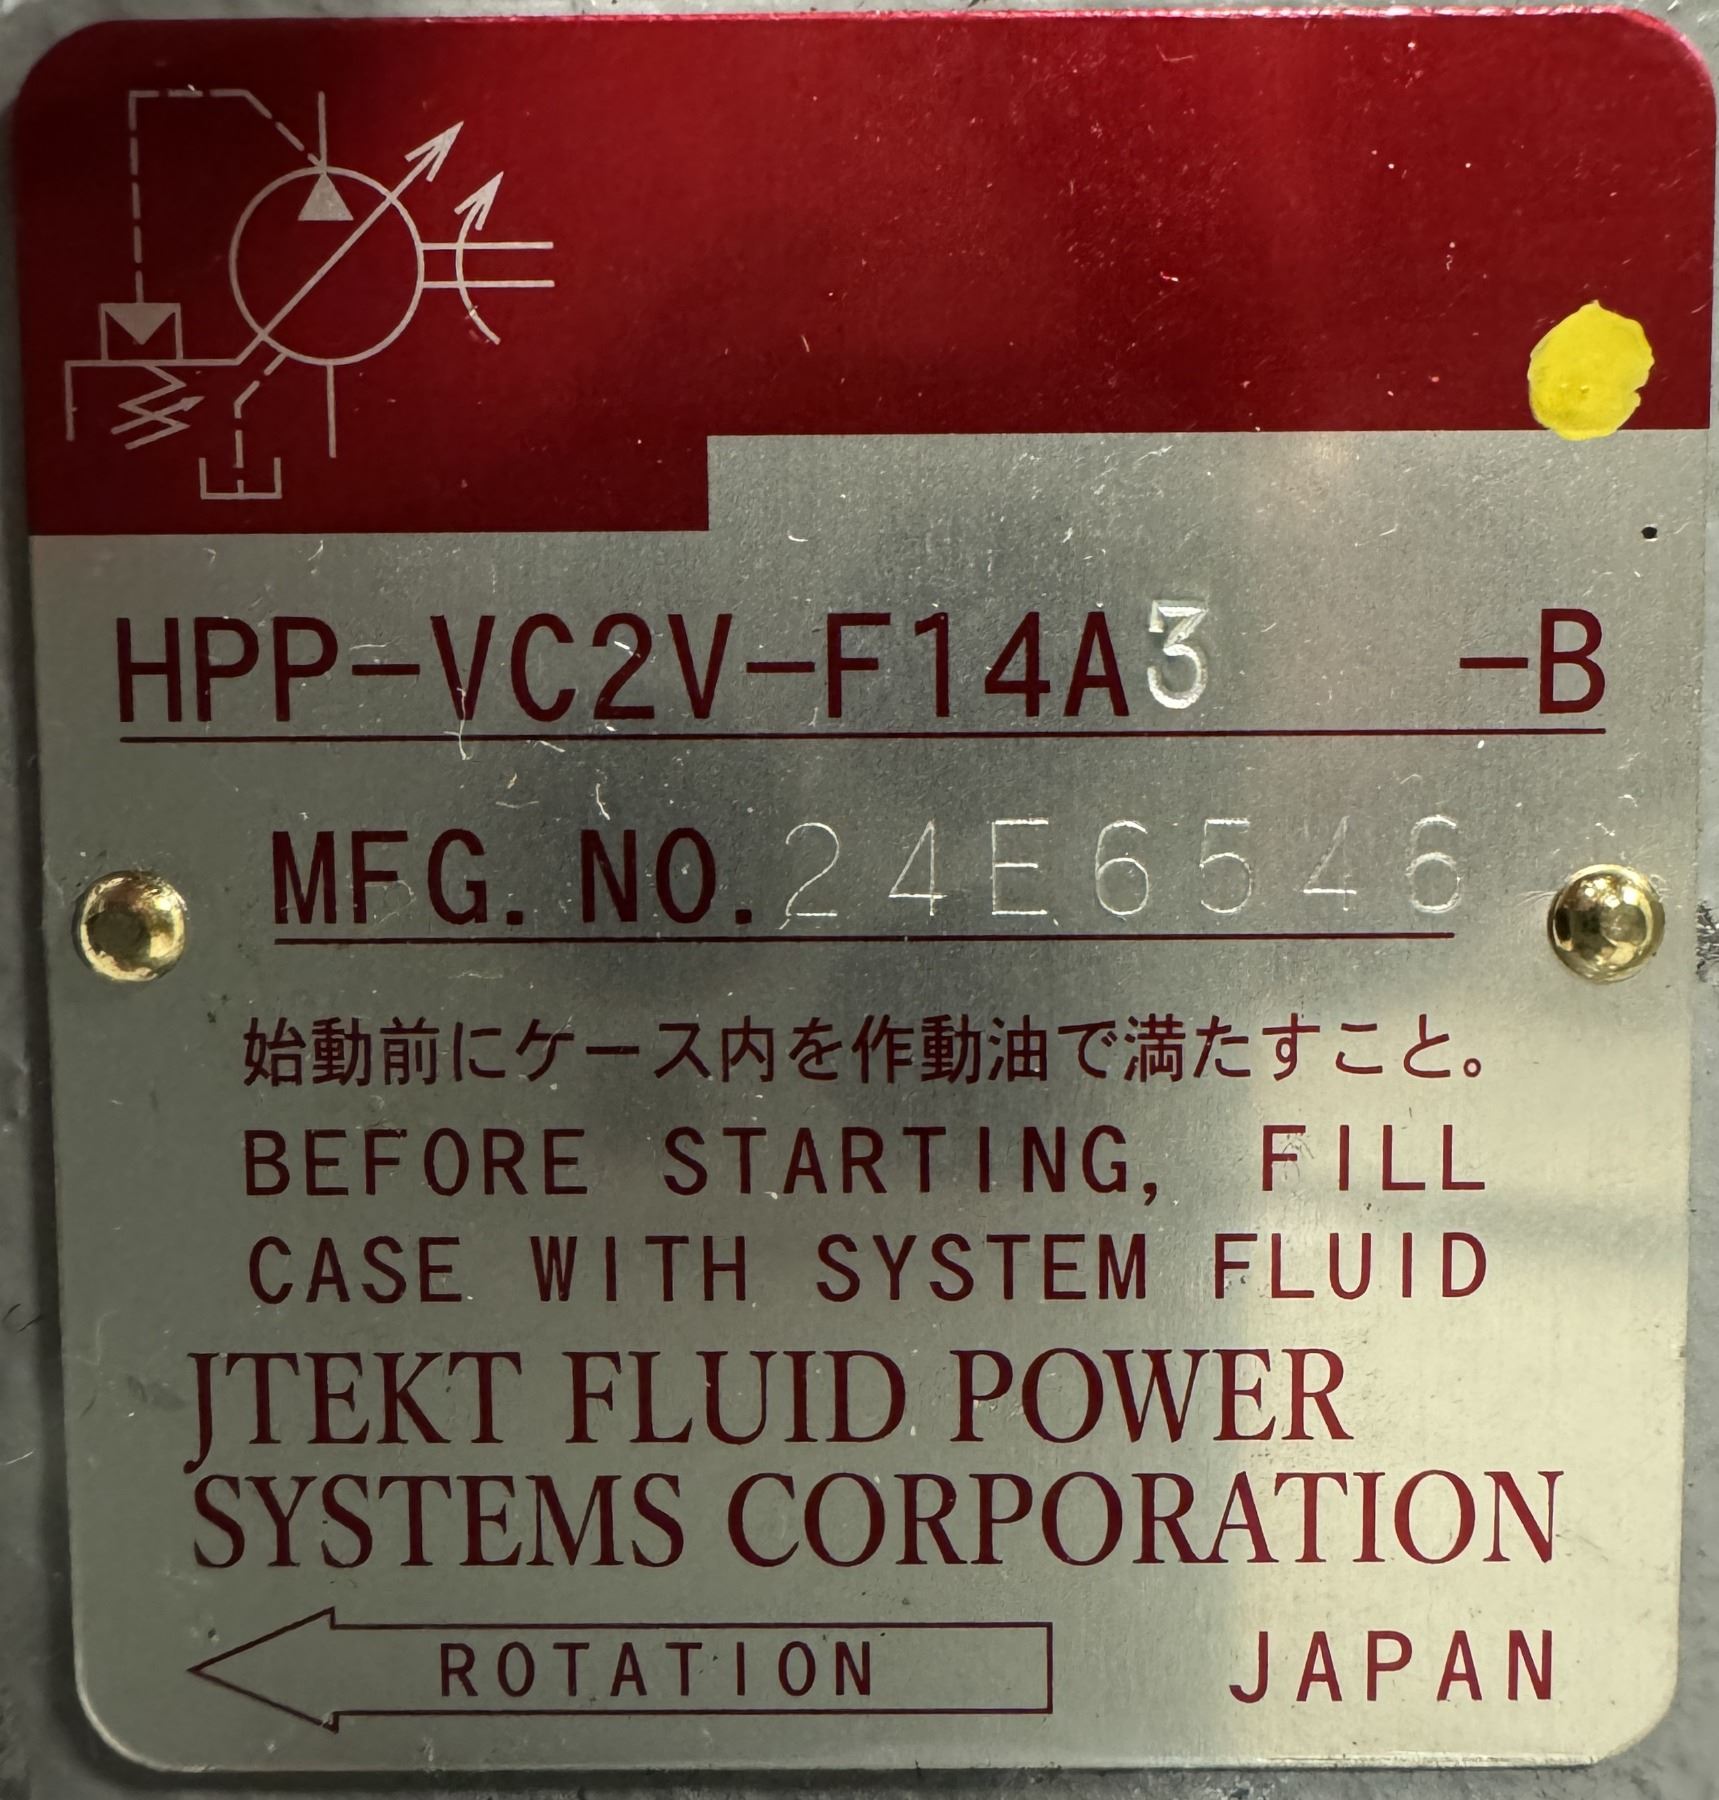 HPP-VC2V-F14A3 -B
MFG. NO. 24E6546
始動前にケース内を作動油で満たすこと。
BEFORE STARTING, FILL
CASE WITH SYSTEM FLUID
JTEKT FLUID POWER
SYSTEMS CORPORATION
ROTATION JAPAN